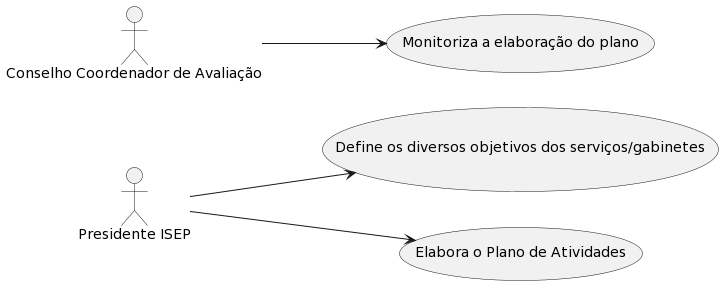 Monitoriza a elaboração do plano
Conselho Coordenador de Avaliação
Define os diversos objetivos dos serviços/gabinetes
Presidente ISEP
Elabora o Plano de Atividades